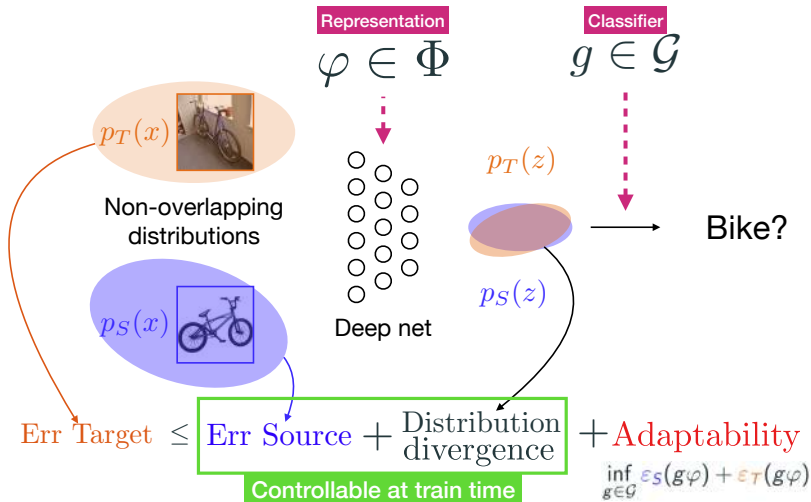 Representation
Classifier
φ ∈ Φ
g ∈ 𝒢
p_T(x)
p_T(z)
Non-overlapping
distributions
Bike?
p_S(x)
p_S(z)
Deep net
Err Target ≤ Err Source + Distribution divergence + Adaptability
Controllable at train time
inf_{g∈𝒢} ε_S(gφ) + ε_T(gφ)